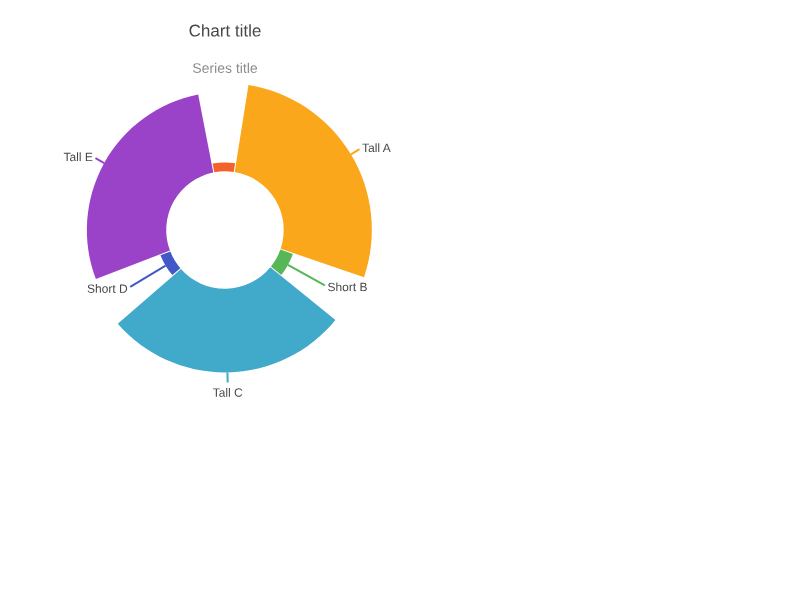 Chart title
Series title
Tall A
Tall E
Short B
Short D
Tall C